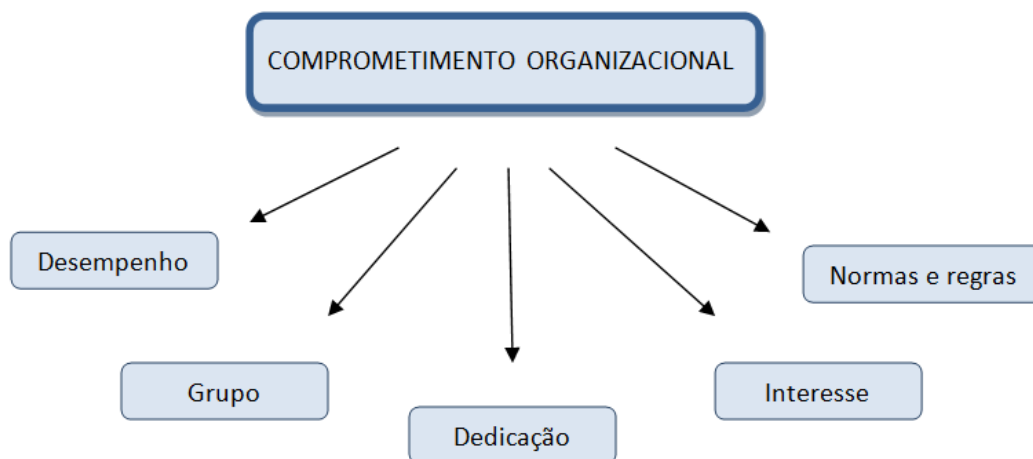 COMPROMETIMENTO ORGANIZACIONAL
Desempenho
Normas e regras
Grupo
Interesse
Dedicação